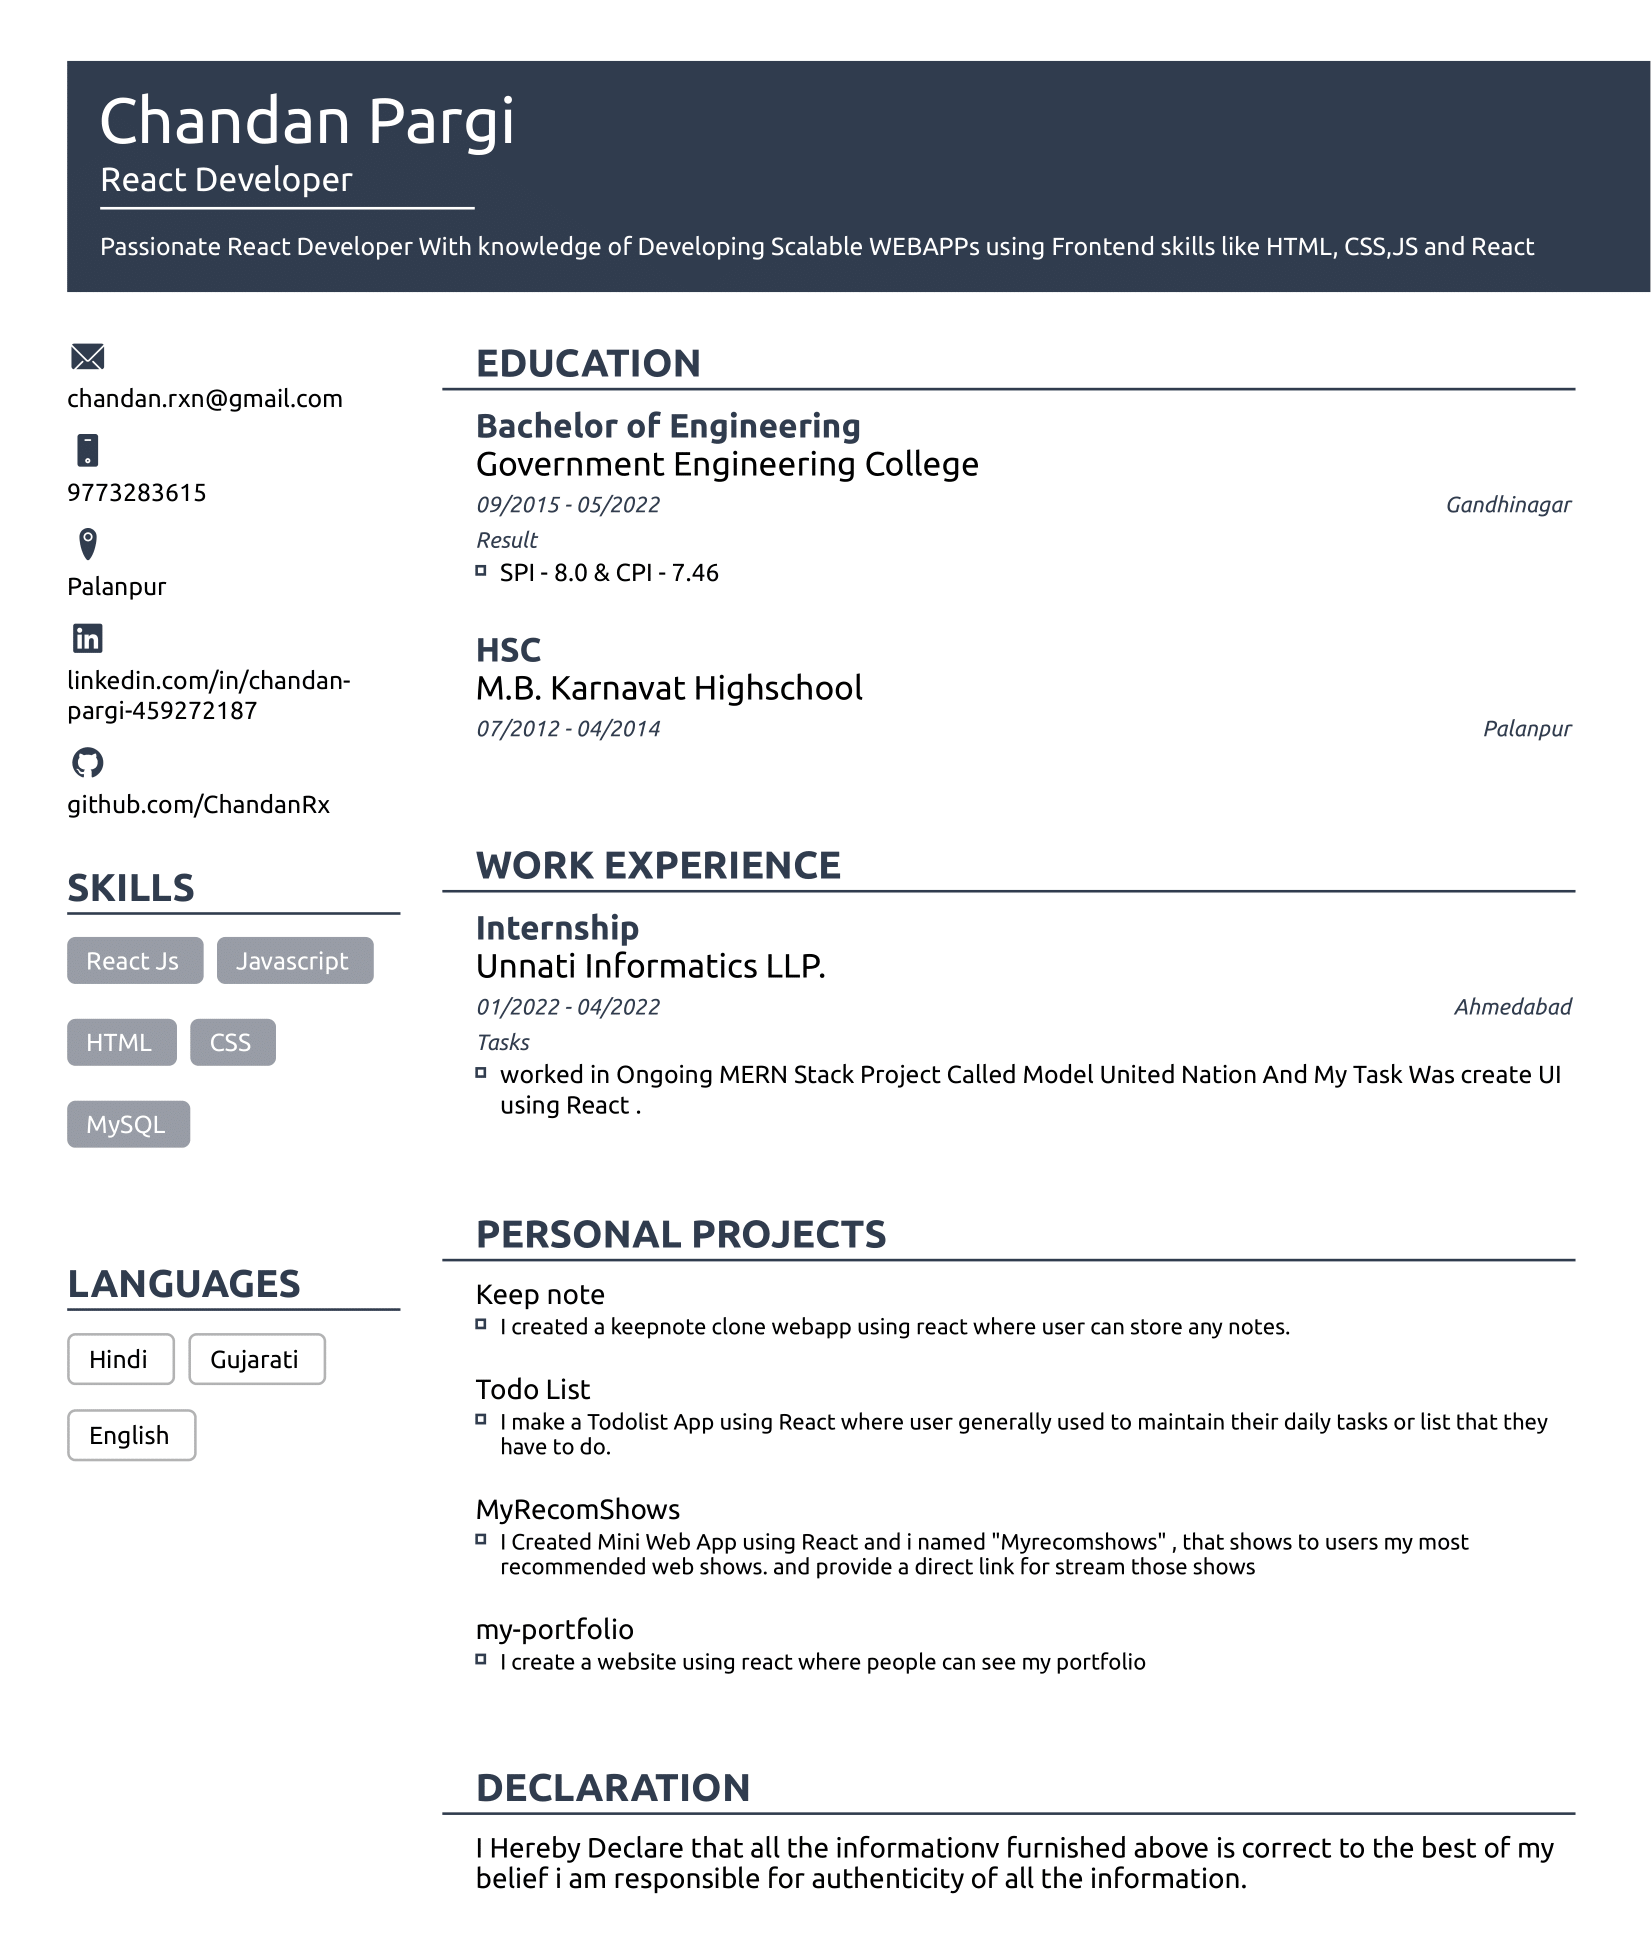 Chandan Pargi
React Developer
Passionate React Developer With knowledge of Developing Scalable WEBAPPs using Frontend skills like HTML, CSS,JS and React
chandan.rxn@gmail.com
9773283615
Palanpur
linkedin.com/in/chandan-
pargi-459272187
github.com/ChandanRx
SKILLS
React Js Javascript
HTML CSS
MySQL
LANGUAGES
Hindi Gujarati
English
EDUCATION
Bachelor of Engineering
Government Engineering College
09/2015 - 05/2022 Gandhinagar
Result
SPI - 8.0 & CPI - 7.46
HSC
M.B. Karnavat Highschool
07/2012 - 04/2014 Palanpur
WORK EXPERIENCE
Internship
Unnati Informatics LLP.
01/2022 - 04/2022 Ahmedabad
Tasks
worked in Ongoing MERN Stack Project Called Model United Nation And My Task Was create UI
using React .
PERSONAL PROJECTS
Keep note
I created a keepnote clone webapp using react where user can store any notes.
Todo List
I make a Todolist App using React where user generally used to maintain their daily tasks or list that they
have to do.
MyRecomShows
I Created Mini Web App using React and i named "Myrecomshows" , that shows to users my most
recommended web shows. and provide a direct link for stream those shows
my-portfolio
I create a website using react where people can see my portfolio
DECLARATION
I Hereby Declare that all the informationv furnished above is correct to the best of my
belief i am responsible for authenticity of all the information.